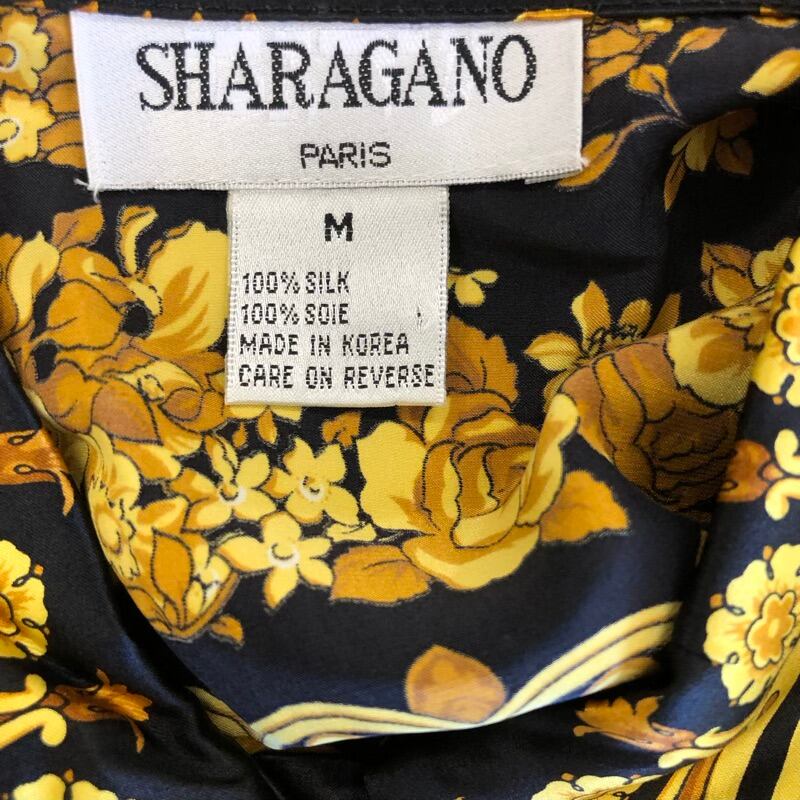 SHARAGANO
PARIS
M
100% SILK
100% SOIE
MADE IN KOREA
CARE ON REVERSE